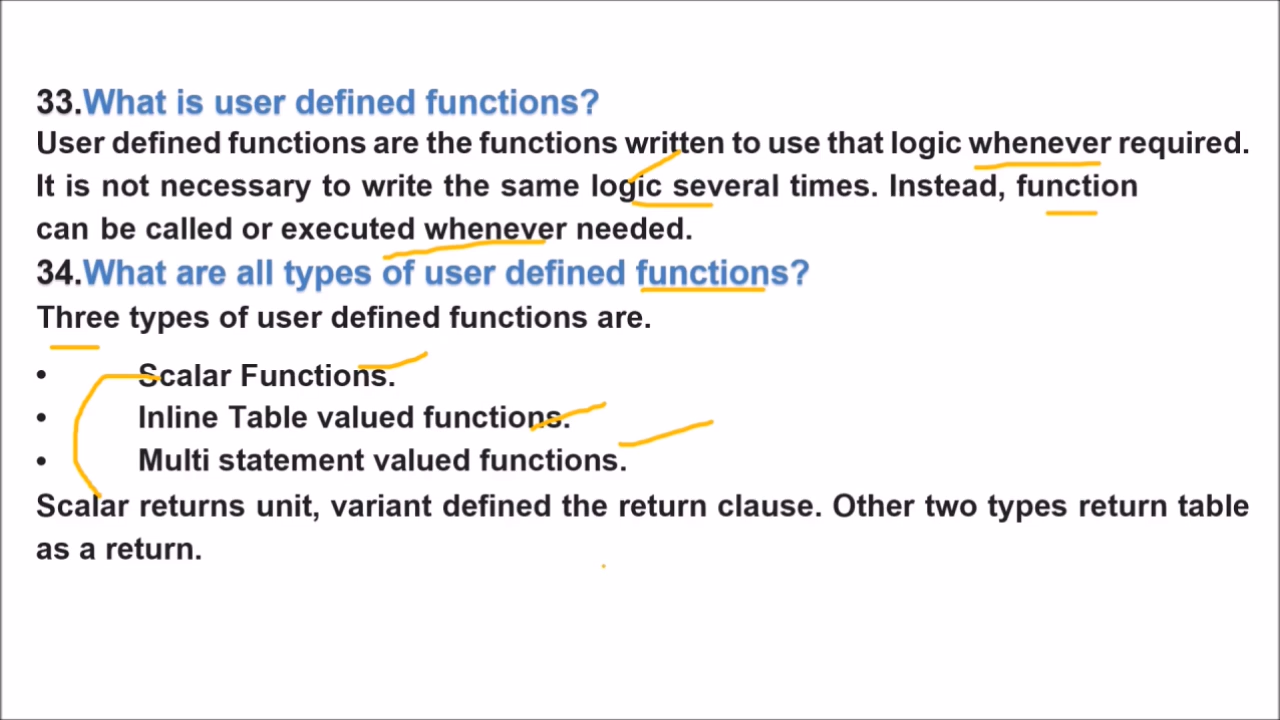 33.What is user defined functions?
User defined functions are the functions written to use that logic whenever required.
It is not necessary to write the same logic several times. Instead, function
can be called or executed whenever needed.
34.What are all types of user defined functions?
Three types of user defined functions are.
• Scalar Functions.
• Inline Table valued functions.
• Multi statement valued functions.
Scalar returns unit, variant defined the return clause. Other two types return table
as a return.